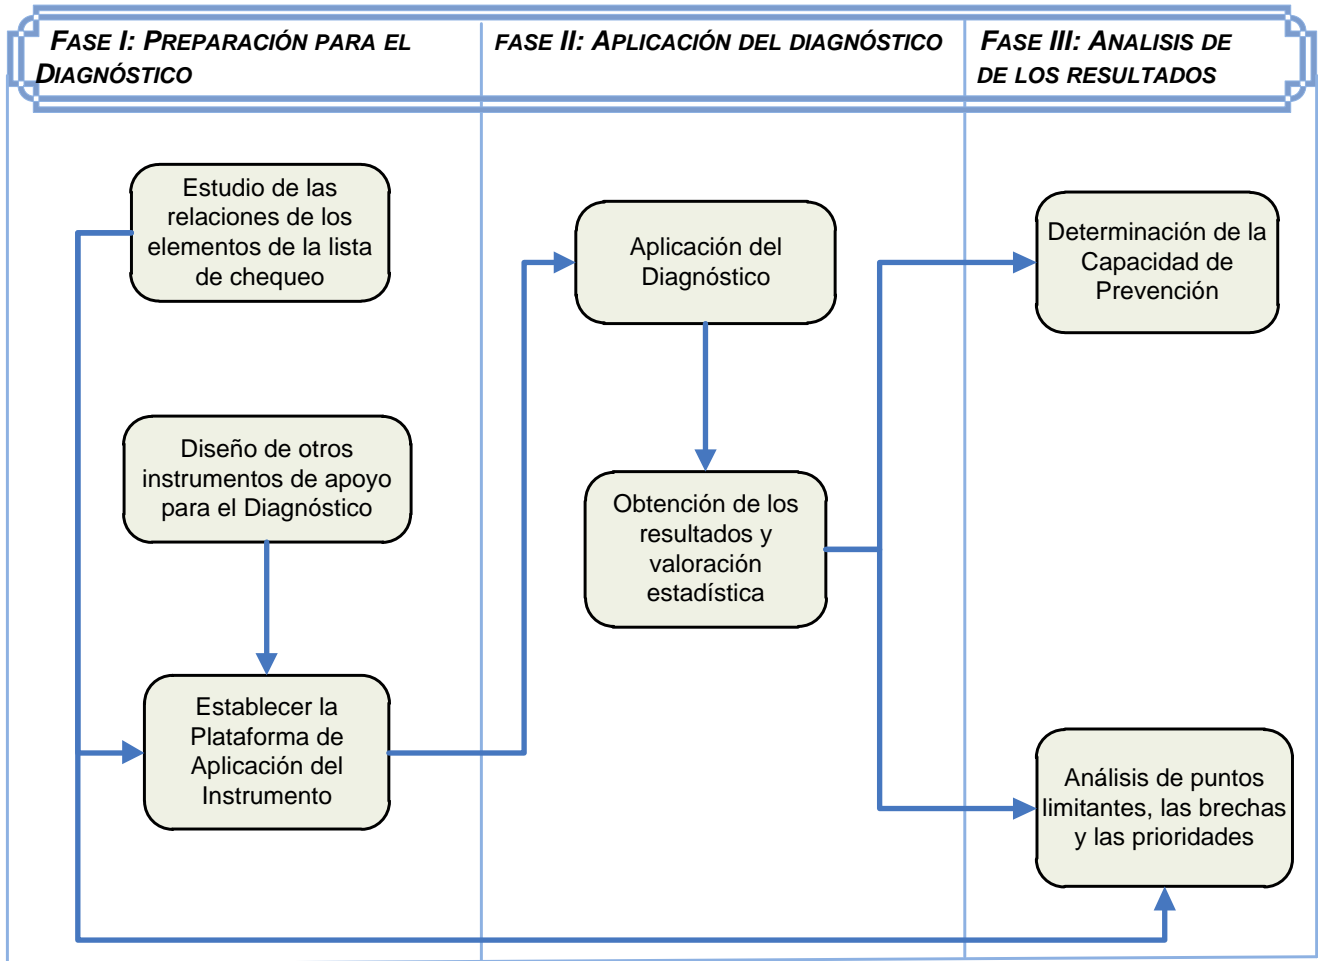 FASE I: PREPARACIÓN PARA EL
DIAGNÓSTICO
FASE II: APLICACIÓN DEL DIAGNÓSTICO
FASE III: ANALISIS DE
DE LOS RESULTADOS
Estudio de las
relaciones de los
elementos de la lista
de chequeo
Diseño de otros
instrumentos de apoyo
para el Diagnóstico
Establecer la
Plataforma de
Aplicación del
Instrumento
Aplicación del
Diagnóstico
Obtención de los
resultados y
valoración
estadística
Determinación de la
Capacidad de
Prevención
Análisis de puntos
limitantes, las brechas
y las prioridades